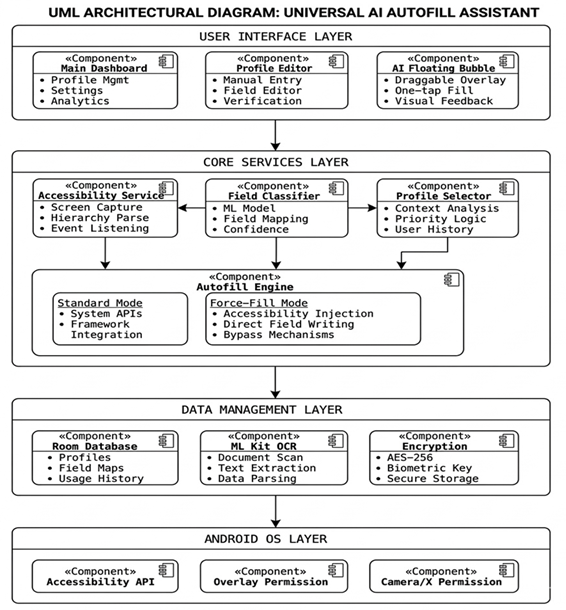 UML ARCHITECTURAL DIAGRAM: UNIVERSAL AI AUTOFILL ASSISTANT
USER INTERFACE LAYER
«Component»
Main Dashboard
• Profile Mgmt
• Settings
• Analytics
«Component»
Profile Editor
• Manual Entry
• Field Editor
• Verification
«Component»
AI Floating Bubble
• Draggable Overlay
• One-tap Fill
• Visual Feedback
CORE SERVICES LAYER
«Component»
Accessibility Service
• Screen Capture
• Hierarchy Parse
• Event Listening
«Component»
Field Classifier
• ML Model
• Field Mapping
• Confidence
«Component»
Profile Selector
• Context Analysis
• Priority Logic
• User History
«Component»
Autofill Engine
Standard Mode
• System APIs
• Framework
Integration
Force-Fill Mode
• Accessibility Injection
• Direct Field Writing
• Bypass Mechanisms
DATA MANAGEMENT LAYER
«Component»
Room Database
• Profiles
• Field Maps
• Usage History
«Component»
ML Kit OCR
• Document Scan
• Text Extraction
• Data Parsing
«Component»
Encryption
• AES-256
• Biometric Key
• Secure Storage
ANDROID OS LAYER
«Component»
Accessibility API
«Component»
Overlay Permission
«Component»
Camera/X Permission